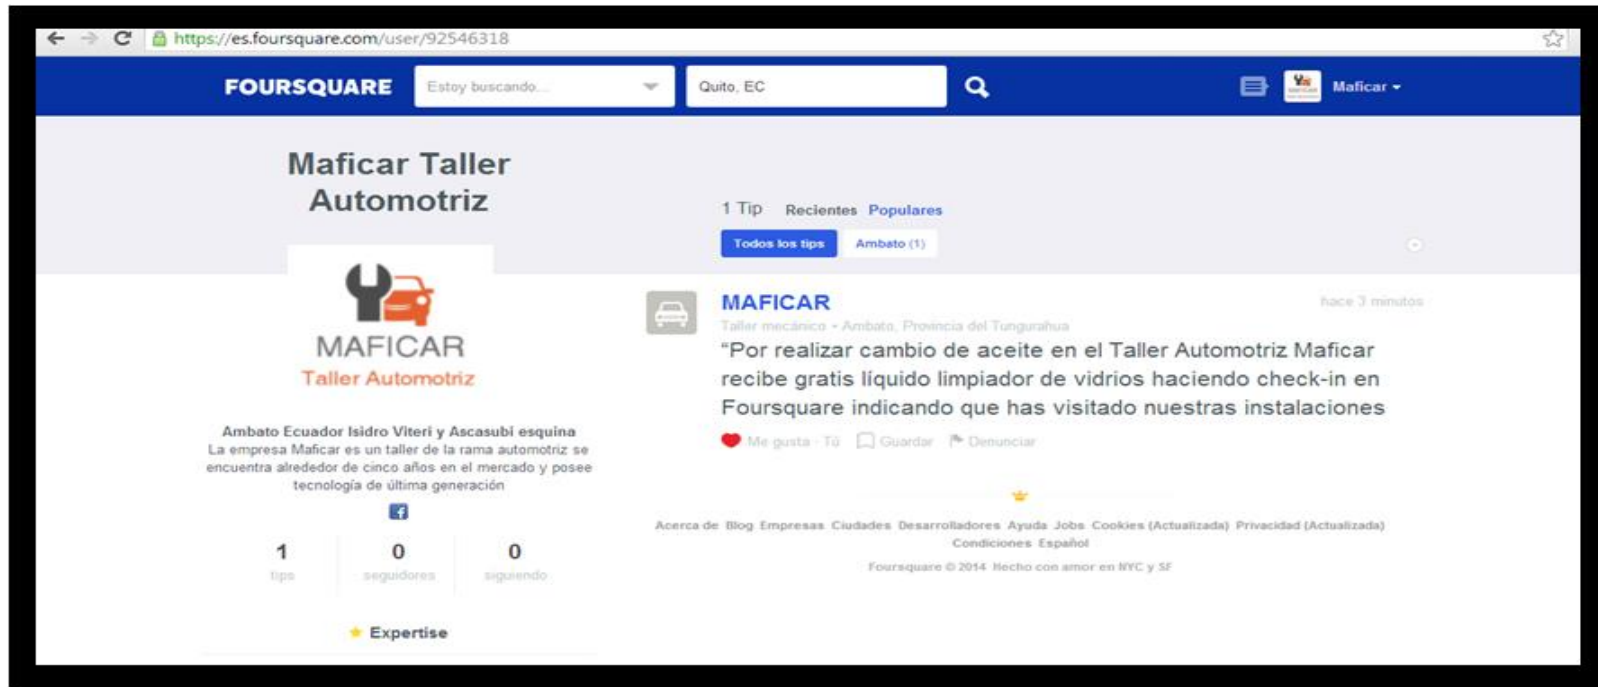 https://es.foursquare.com/user/92546318
FOURSQUARE
Estoy buscando...
Quito, EC
Maficar
Maficar Taller
Automotriz
MAFICAR
Taller Automotriz
Ambato Ecuador Isidro Viteri y Ascasubi esquina
La empresa Maficar es un taller de la rama automotriz se
encuentra alrededor de cinco años en el mercado y posee
tecnología de última generación
1 0 0
tips seguidores siguiendo
Expertise
1 Tip Recientes Populares
Todos los tips Ambato (1)
MAFICAR
hace 3 minutos
Taller mecánico • Ambato, Provincia del Tungurahua
“Por realizar cambio de aceite en el Taller Automotriz Maficar
recibe gratis líquido limpiador de vidrios haciendo check-in en
Foursquare indicando que has visitado nuestras instalaciones
Me gusta · Tú Guardar Denunciar
Acerca de Blog Empresas Ciudades Desarrolladores Ayuda Jobs Cookies (Actualizada) Privacidad (Actualizada)
Condiciones Español
Foursquare © 2014 Hecho con amor en NYC y SF